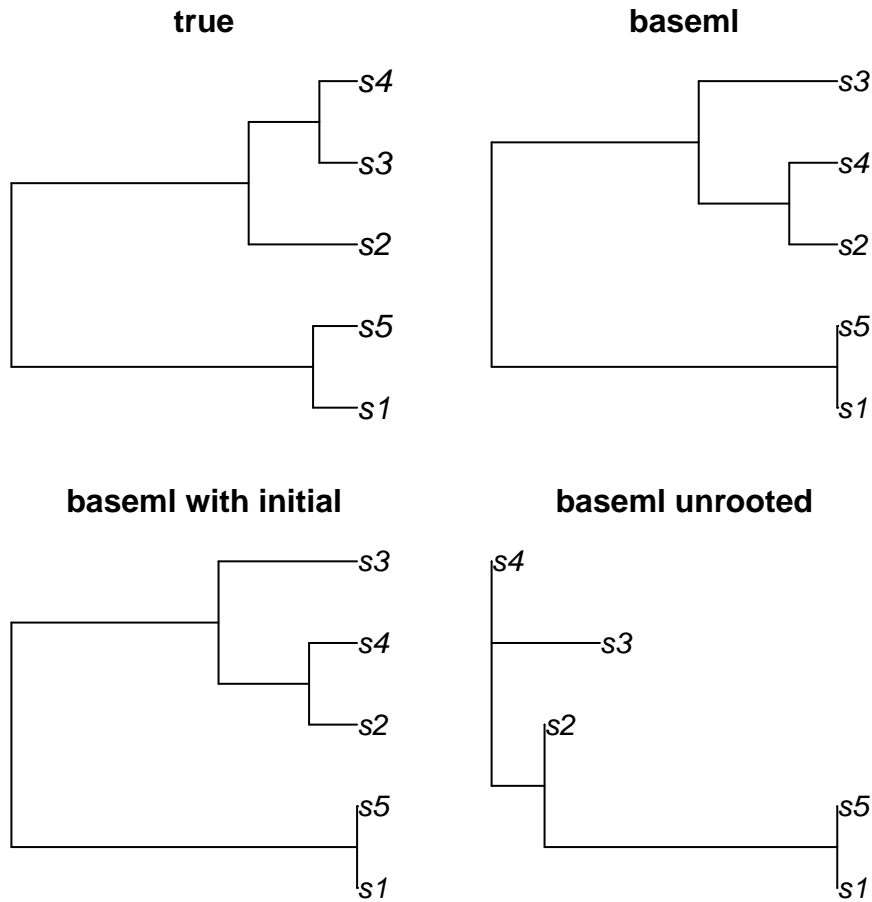 true
s4
s3
s2
s5
s1
baseml
s3
s4
s2
s5
s1
baseml with initial
s3
s4
s2
s5
s1
baseml unrooted
s4
s3
s2
s5
s1